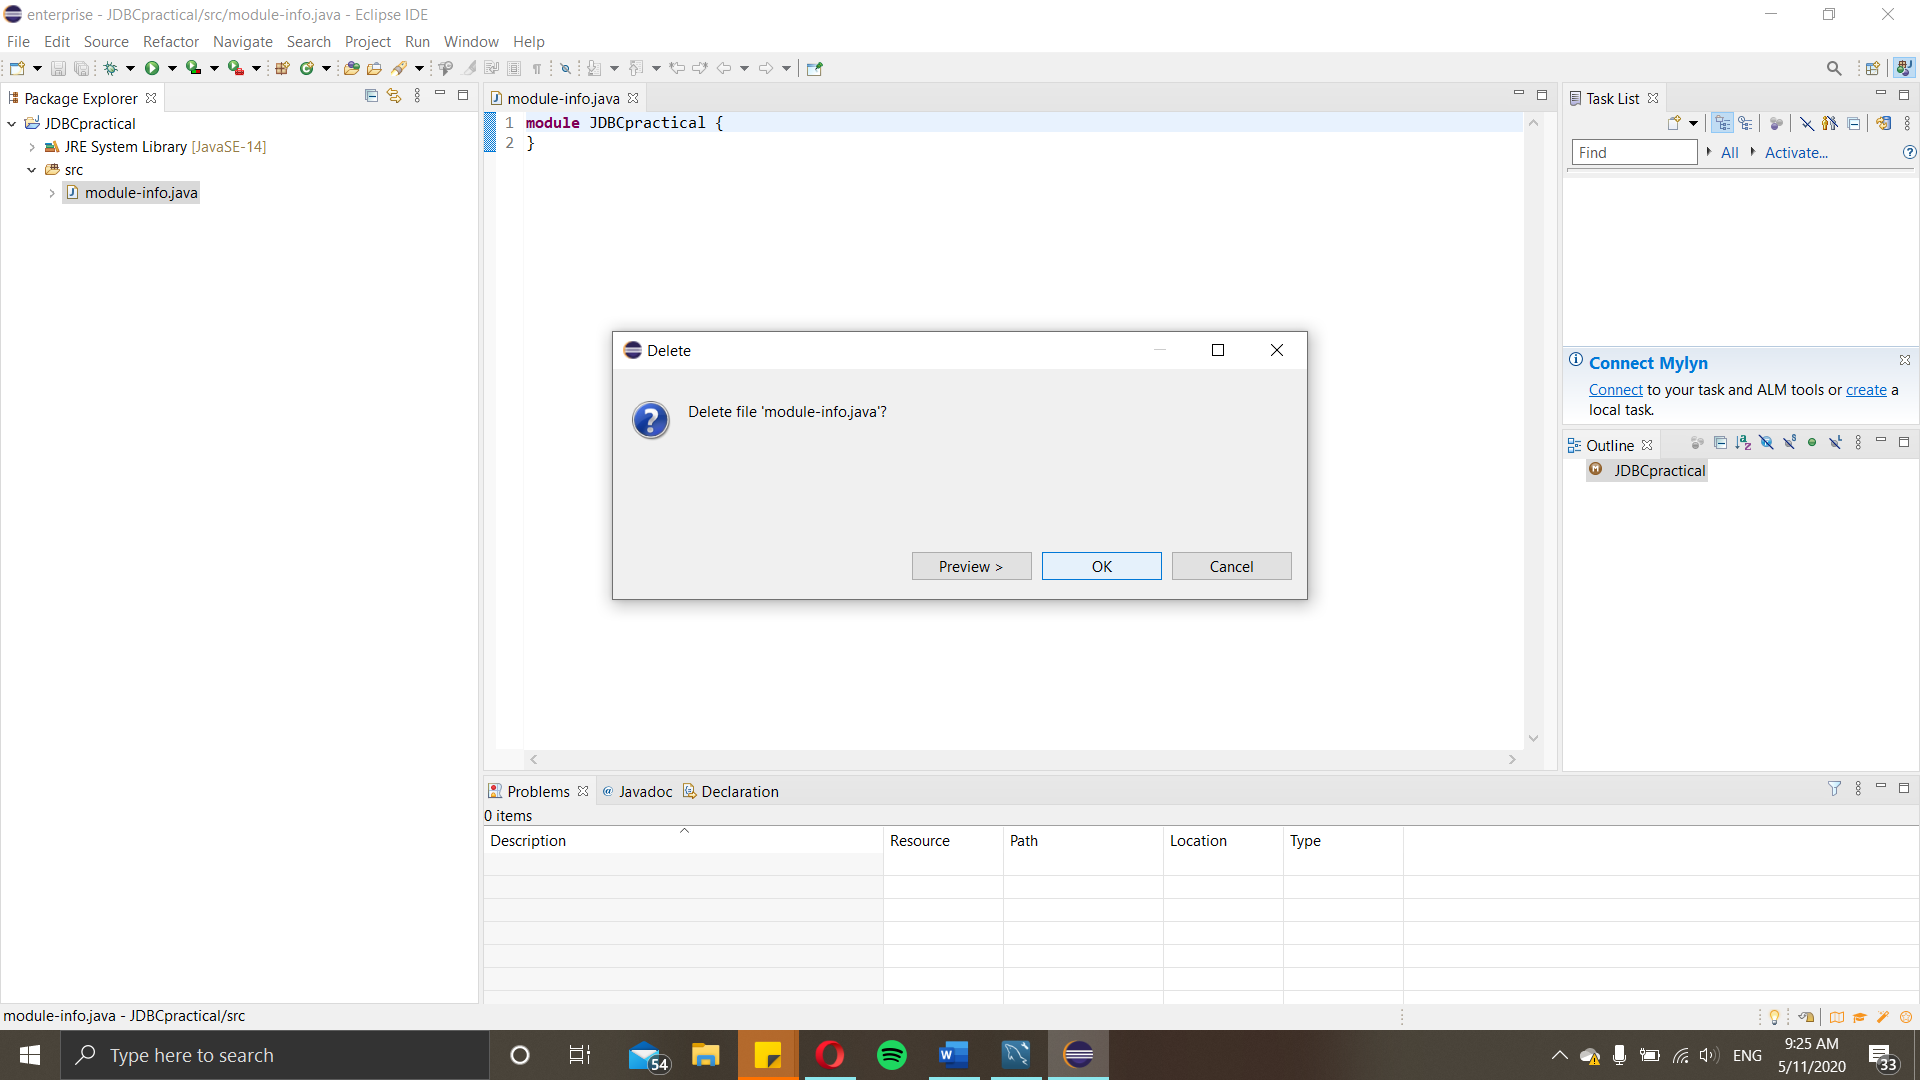 enterprise - JDBCpractical/src/module-info.java - Eclipse IDE
File Edit Source Refactor Navigate Search Project Run Window Help
Package Explorer
JDBCpractical
JRE System Library [JavaSE-14]
src
module-info.java
module-info.java
1 module JDBCpractical {
2 }
Task List
Find All Activate...
Connect Mylyn
Connect to your task and ALM tools or create a
local task.
Outline
JDBCpractical
Delete
Delete file 'module-info.java'?
Preview > OK Cancel
Problems @ Javadoc Declaration
0 items
Description Resource Path Location Type
module-info.java - JDBCpractical/src
Type here to search
54
ENG
9:25 AM
5/11/2020
33